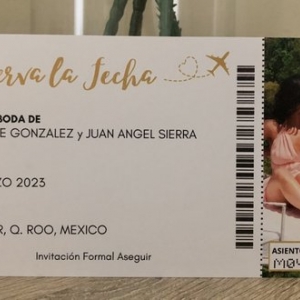 erva la fecha
BODA DE
E GONZALEZ y JUAN ANGEL SIERRA
ZO 2023
R, Q. ROO, MEXICO
Invitación Formal Aseguir
ASIENTO